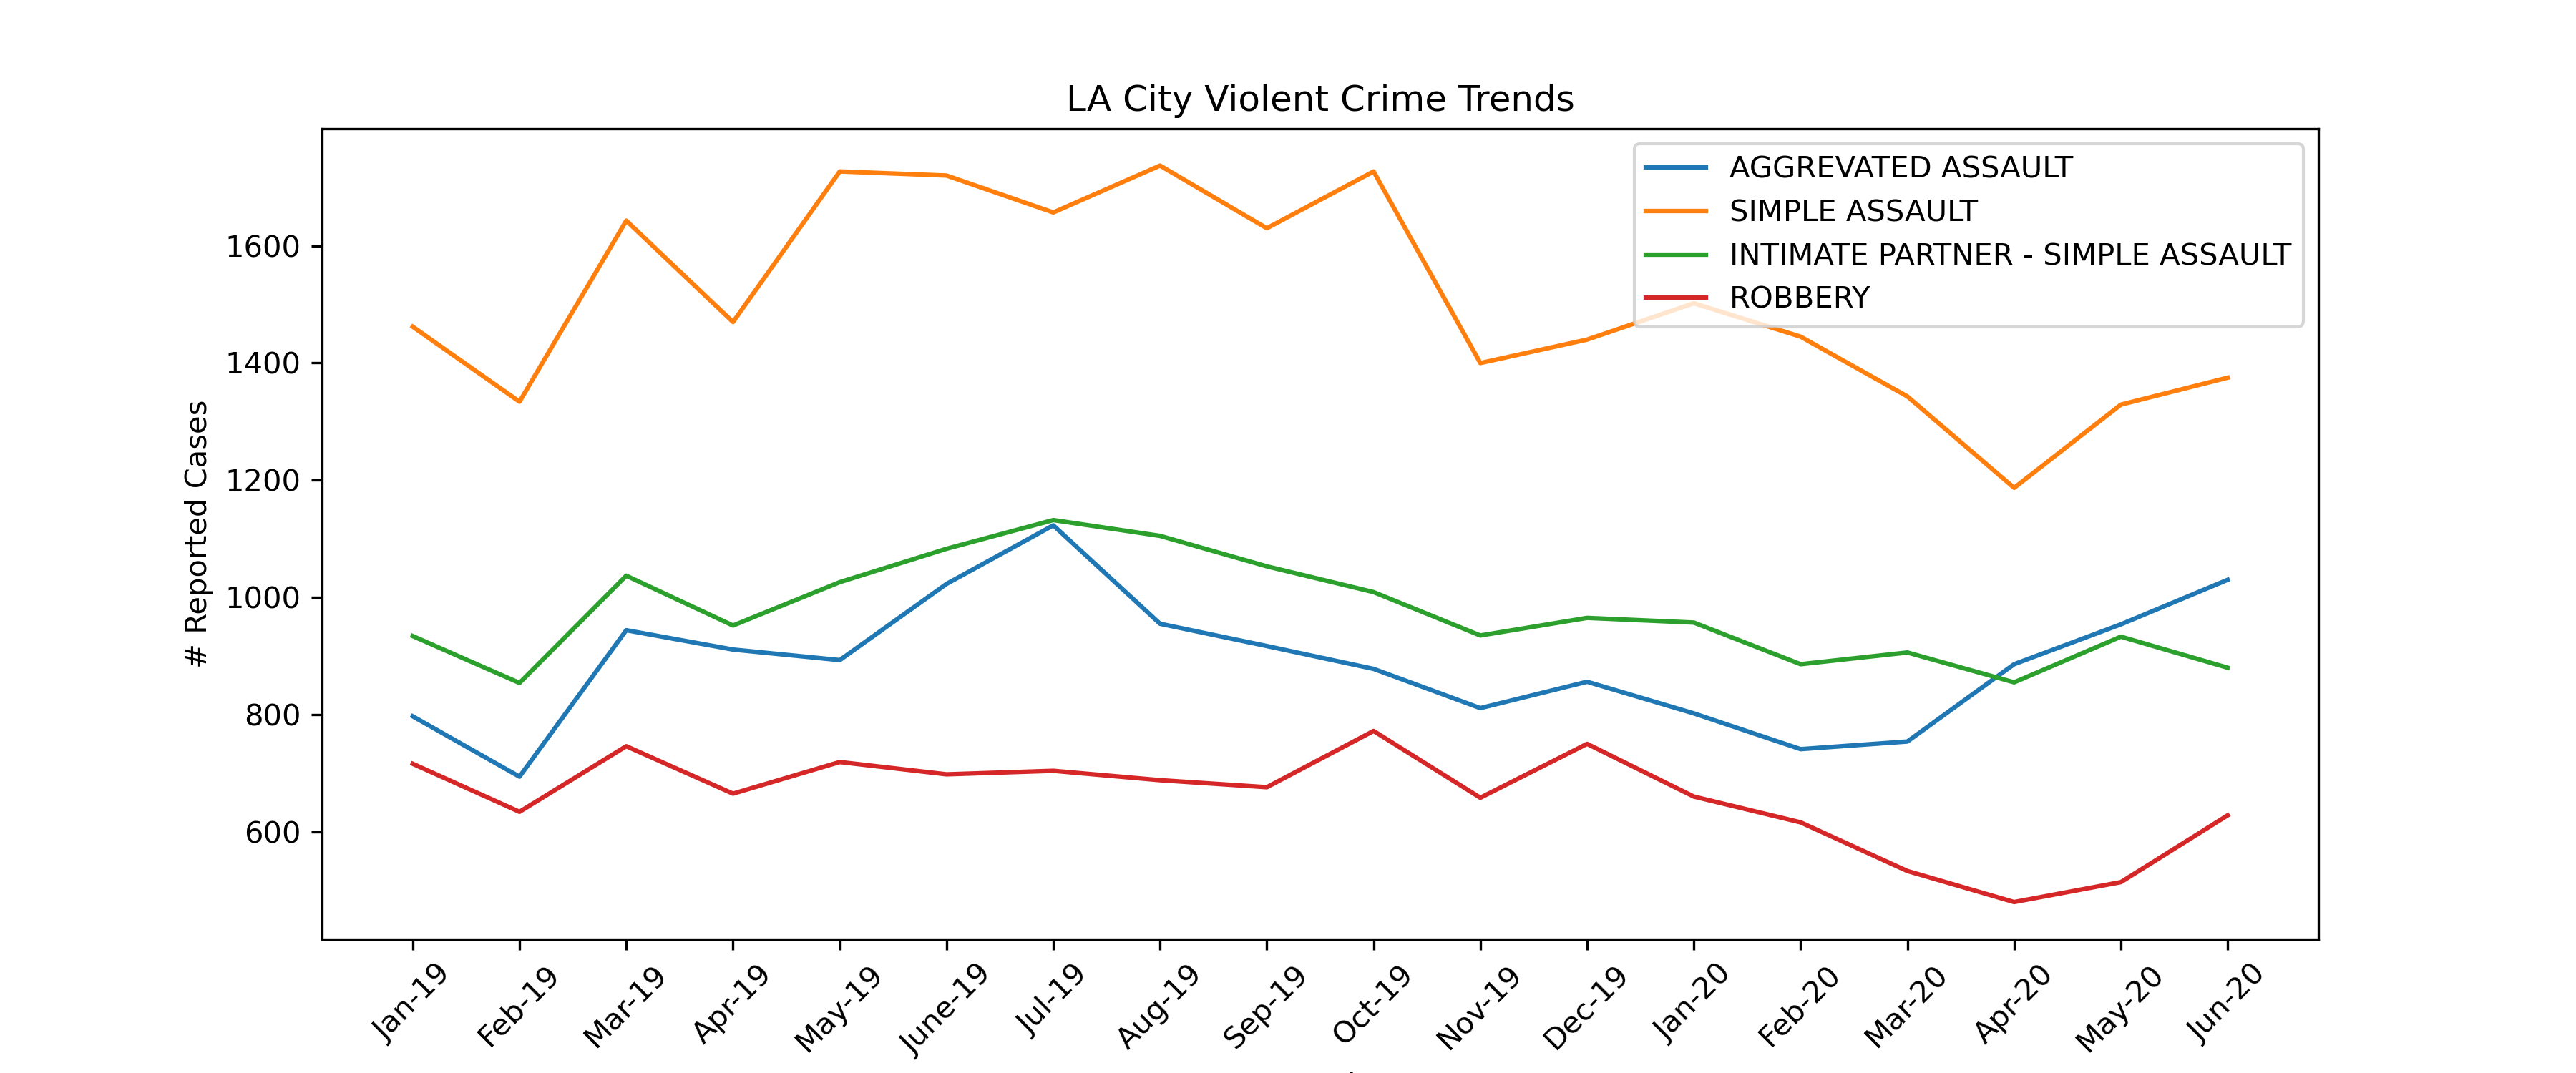 LA City Violent Crime Trends
AGGREVATED ASSAULT
SIMPLE ASSAULT
INTIMATE PARTNER - SIMPLE ASSAULT
ROBBERY
# Reported Cases
1600
1400
1200
1000
800
600
Jan-19
Feb-19
Mar-19
Apr-19
May-19
June-19
Jul-19
Aug-19
Sep-19
Oct-19
Nov-19
Dec-19
Jan-20
Feb-20
Mar-20
Apr-20
May-20
Jun-20